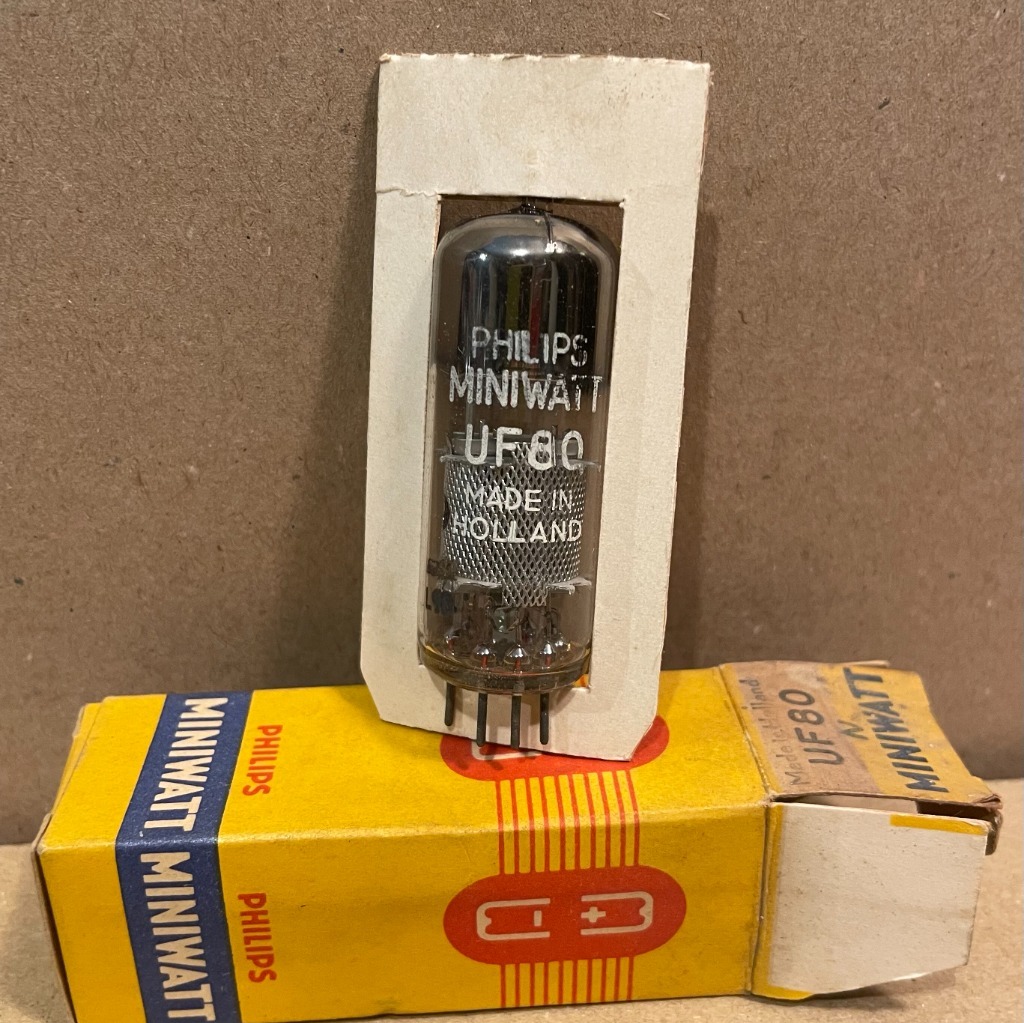 PHILIPS
MINIWATT
UF80
MADE IN
HOLLAND
MINIWATT MINIWATT
PHILIPS
PHILIPS
- +
Made in Holland
UF80
N
MINIWATT